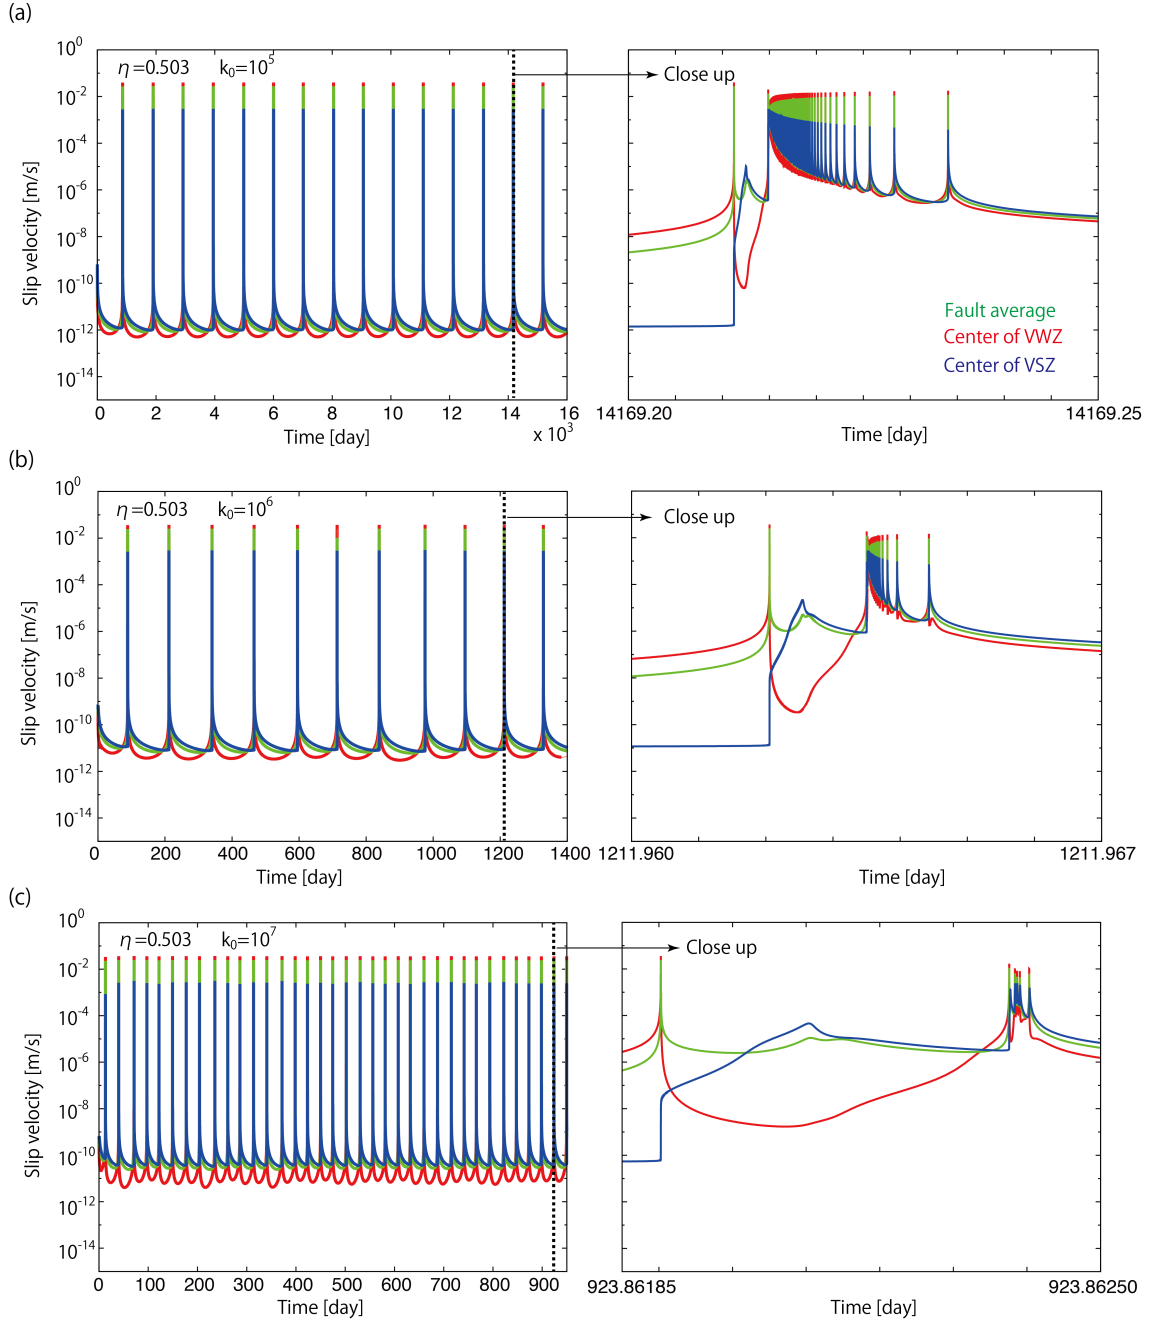 (a)
10^0
10^-2
10^-4
10^-6
10^-8
10^-10
10^-12
10^-14
Slip velocity [m/s]
η=0.503 k₀=10^5
Close up
Fault average
Center of VWZ
Center of VSZ
0 2 4 6 8 10 12 14 16
x 10^3
Time [day]
14169.20 14169.25
Time [day]
(b)
10^0
10^-2
10^-4
10^-6
10^-8
10^-10
10^-12
10^-14
Slip velocity [m/s]
η=0.503 k₀=10^6
Close up
0 200 400 600 800 1000 1200 1400
Time [day]
1211.960 1211.967
Time [day]
(c)
10^0
10^-2
10^-4
10^-6
10^-8
10^-10
10^-12
10^-14
Slip velocity [m/s]
η=0.503 k₀=10^7
Close up
0 100 200 300 400 500 600 700 800 900
Time [day]
923.86185 923.86250
Time [day]